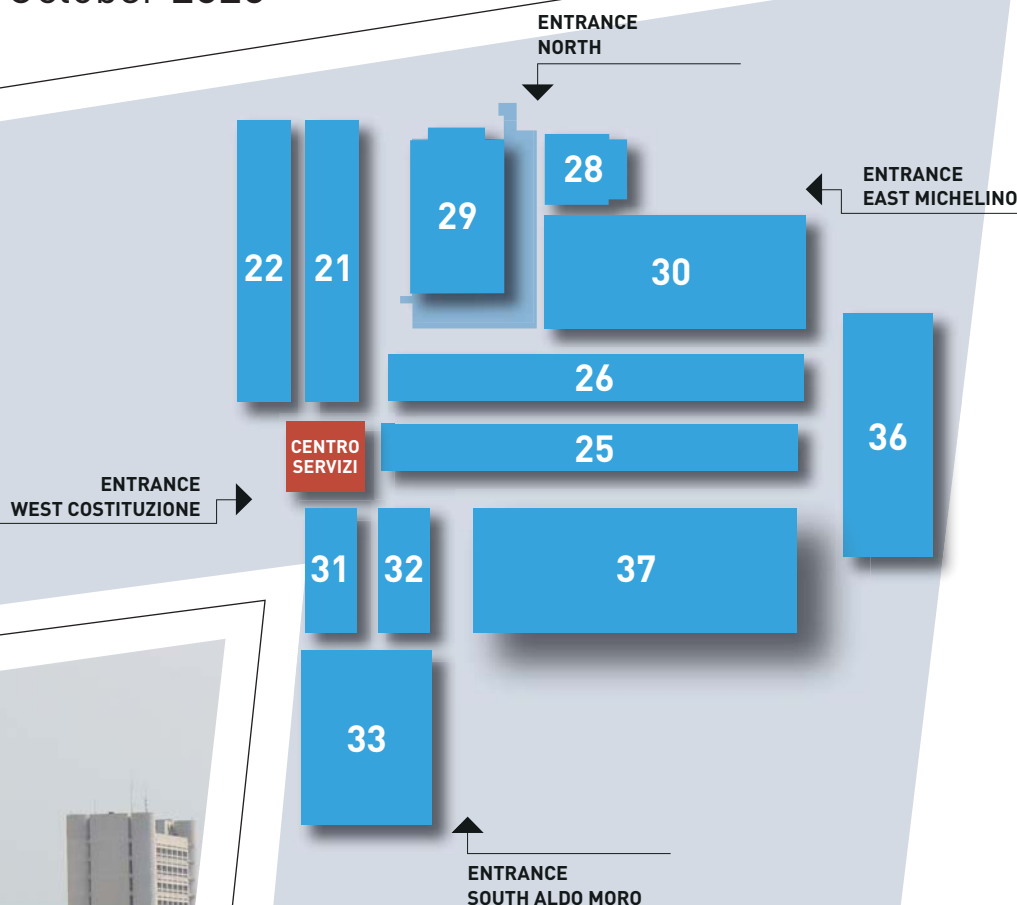 ENTRANCE
NORTH
28
ENTRANCE
EAST MICHELINO
29
22
21
30
26
36
25
CENTRO
SERVIZI
ENTRANCE
WEST COSTITUZIONE
31
32
37
33
ENTRANCE
SOUTH ALDO MORO